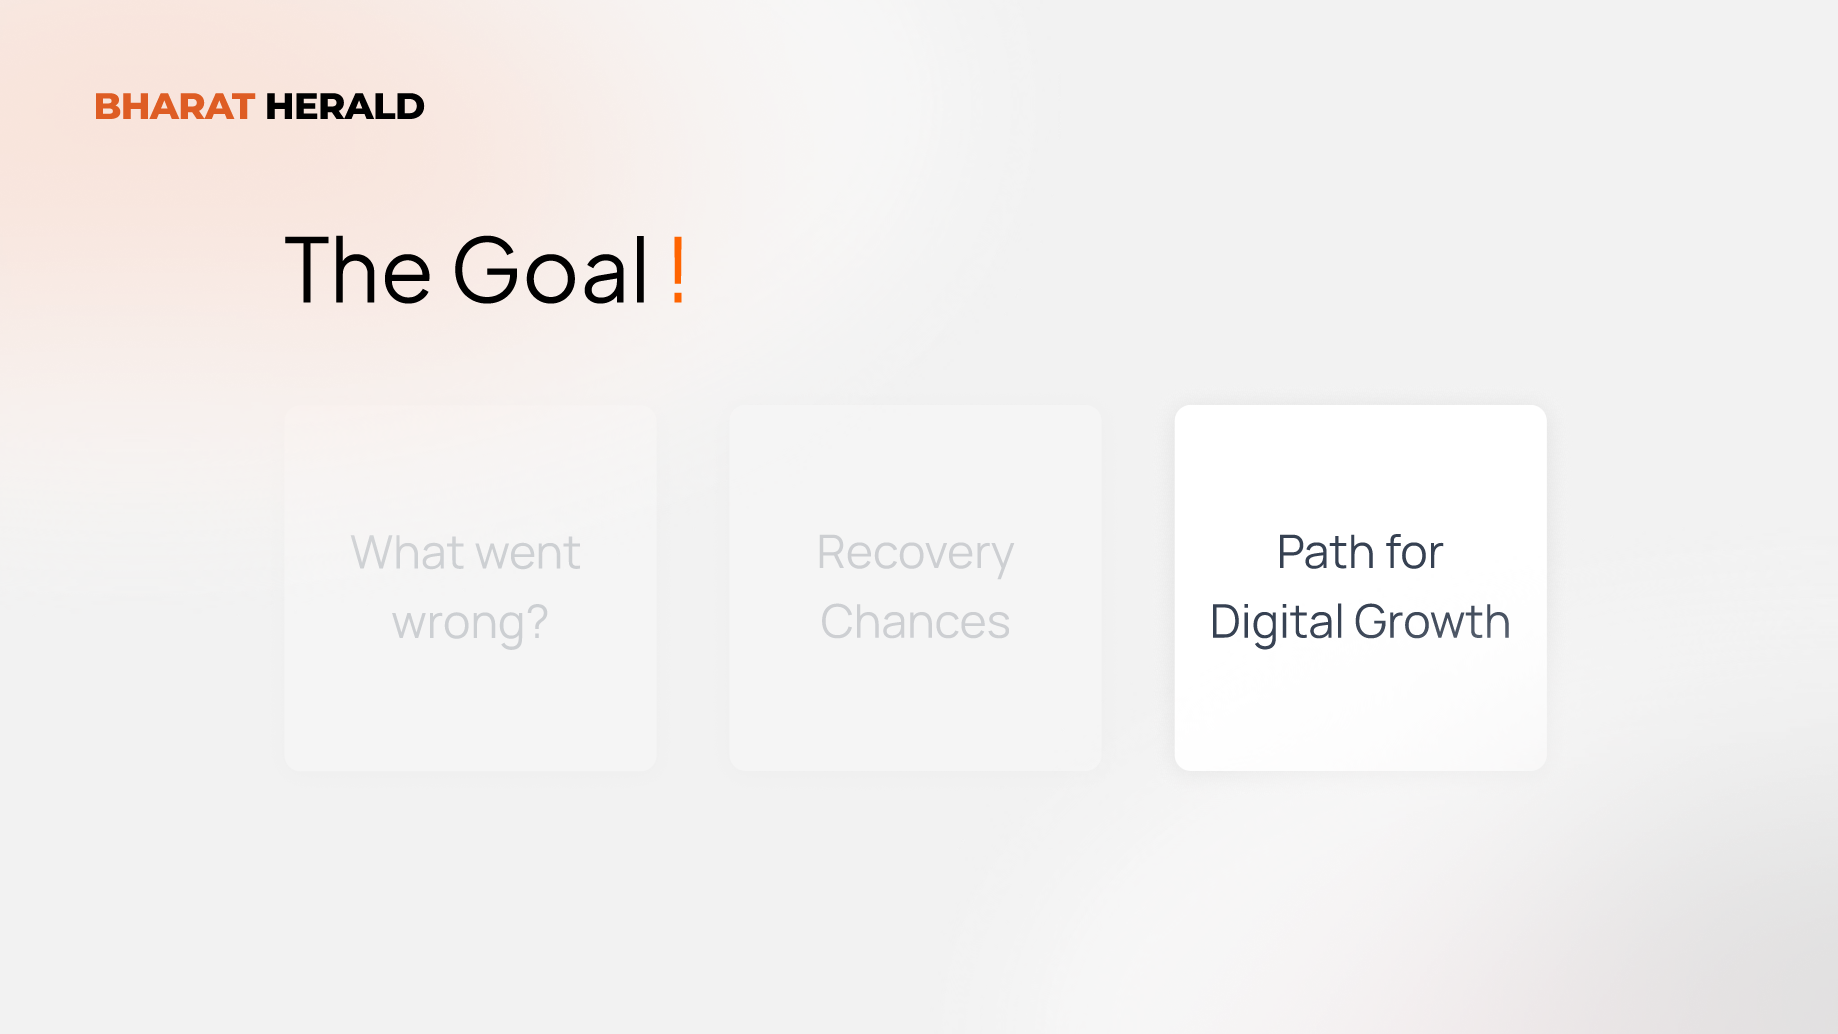 BHARAT HERALD
The Goal !
What went
wrong?
Recovery
Chances
Path for
Digital Growth